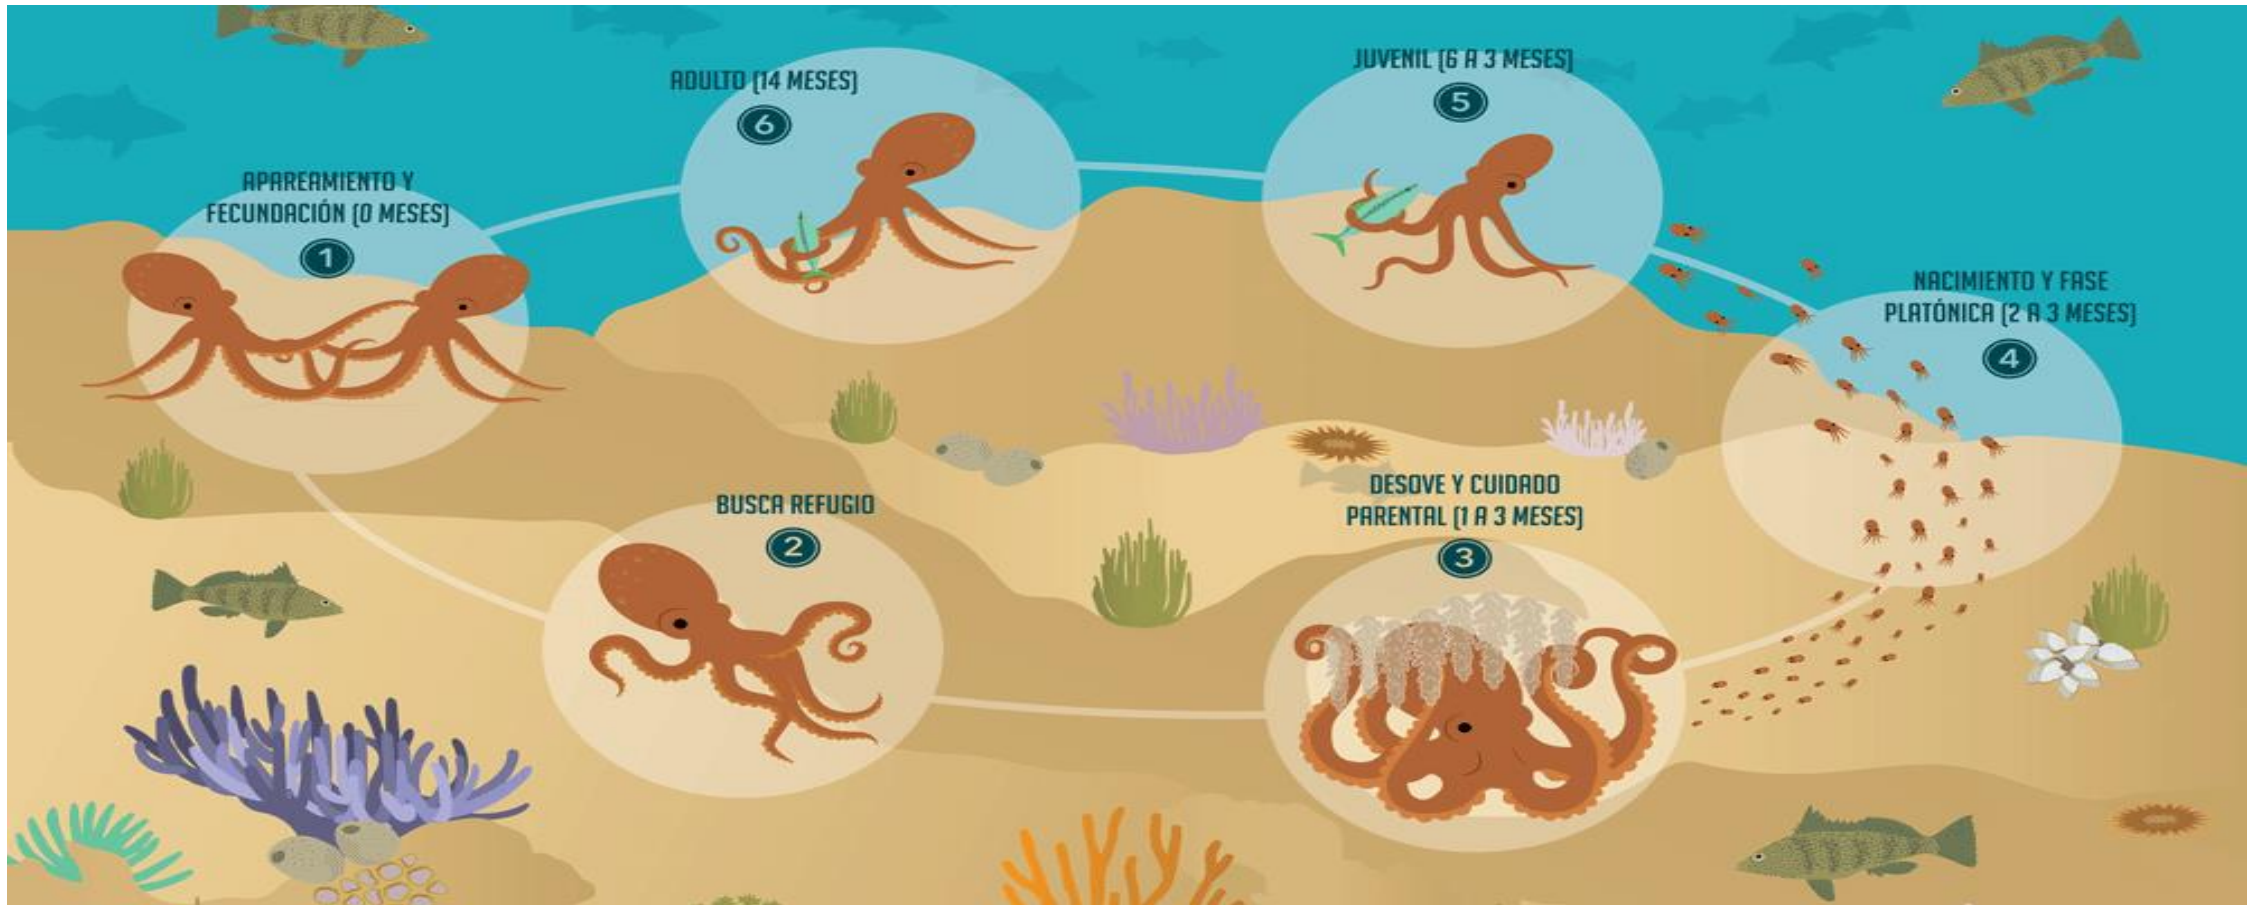 APAREAMIENTO Y
FECUNDACIÓN (0 MESES)
1
BUSCA REFUGIO
2
DESOVE Y CUIDADO
PARENTAL (1 A 3 MESES)
3
NACIMIENTO Y FASE
PLATÓNICA (2 A 3 MESES)
4
JUVENIL (6 A 3 MESES)
5
ADULTO (14 MESES)
6